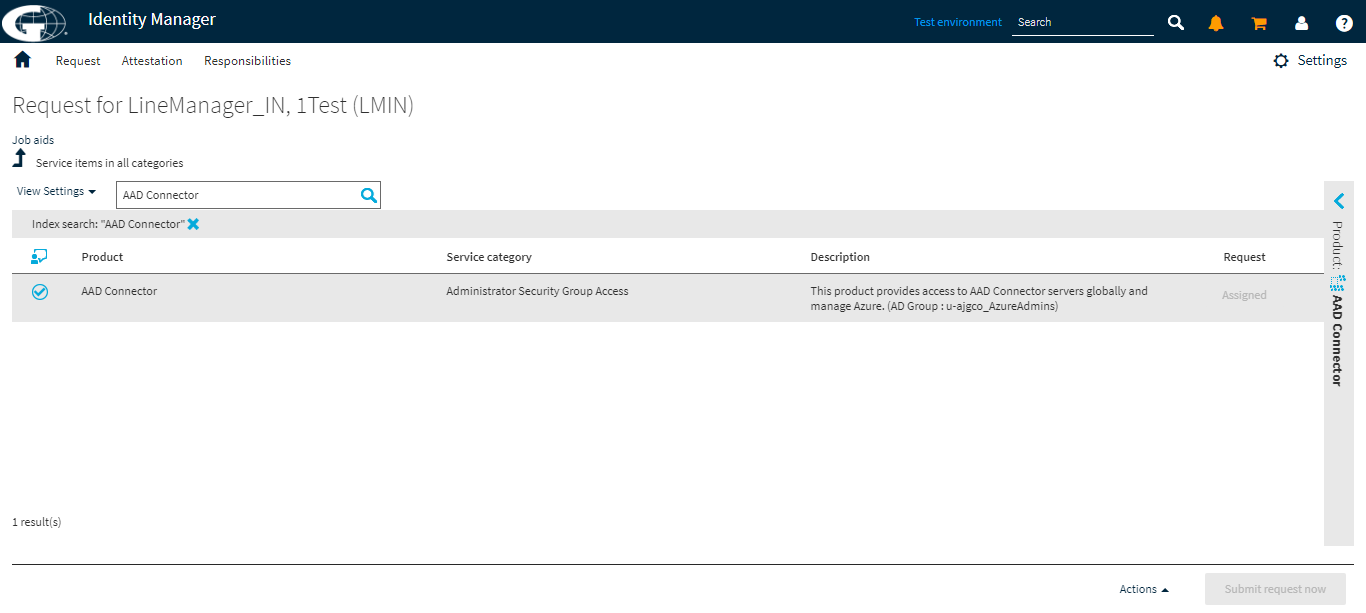 Identity Manager
Test environment
Search
Request
Attestation
Responsibilities
Settings
Request for LineManager_IN, 1Test (LMIN)
Job aids
Service items in all categories
View Settings
AAD Connector
Index search: "AAD Connector"
Product
Service category
Description
Request
AAD Connector
Administrator Security Group Access
This product provides access to AAD Connector servers globally and
manage Azure. (AD Group : u-ajgco_AzureAdmins)
Assigned
Product: AAD Connector
1 result(s)
Actions
Submit request now